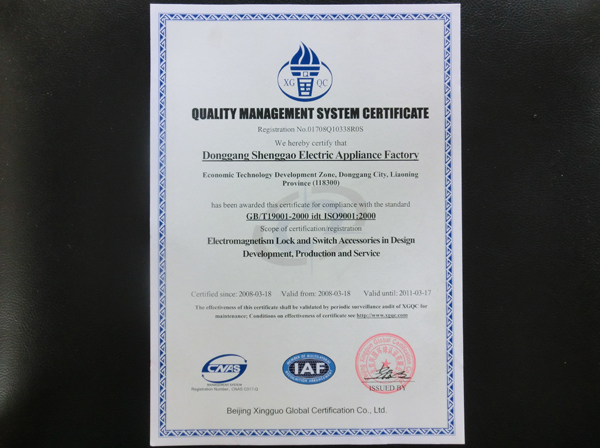 XG QC
QUALITY MANAGEMENT SYSTEM CERTIFICATE
Registration No.01708Q10338R0S
We hereby certify that
Donggang Shenggao Electric Appliance Factory
Economic Technology Development Zone, Donggang City, Liaoning
Province (118300)
has been awarded this certificate for compliance with the standard
GB/T19001-2000 idt ISO9001:2000
Scope of certification/registration
Electromagnetism Lock and Switch Accessories in Design
Development, Production and Service
Certified since: 2008-03-18 Valid from: 2008-03-18 Valid until: 2011-03-17
The effectiveness of this certificate shall be validated by periodic surveillance audit of XGQC for
maintenance; Conditions on effectiveness of certificate see http://www.xgqc.com
CNAS
MANAGEMENT SYSTEM
Registration Number:
IAF
ISSUED BY
Beijing Xingguo Global Certification Co., Ltd.